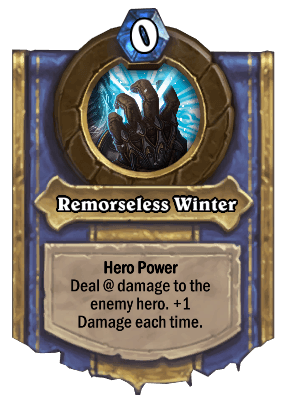 0
Remorseless Winter
Hero Power
Deal @ damage to the
enemy hero. +1
Damage each time.